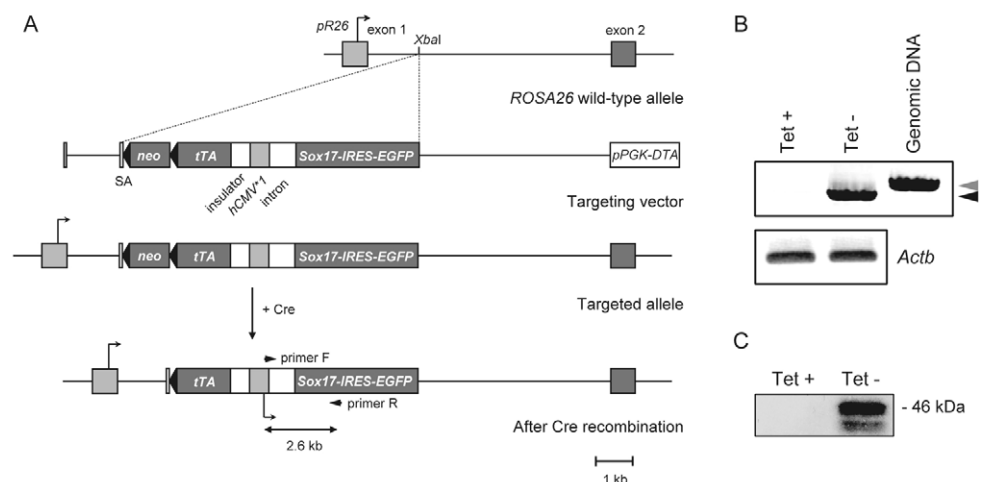 A
pR26
exon 1
XbaI
exon 2
ROSA26 wild-type allele
neo
tTA
Sox17-IRES-EGFP
pPGK-DTA
SA
insulator
hCMV*1
intron
Targeting vector
neo
tTA
Sox17-IRES-EGFP
+ Cre
Targeted allele
primer F
tTA
Sox17-IRES-EGFP
primer R
2.6 kb
After Cre recombination
1 kb
B
Tet +
Tet -
Genomic DNA
Actb
C
Tet + Tet -
- 46 kDa